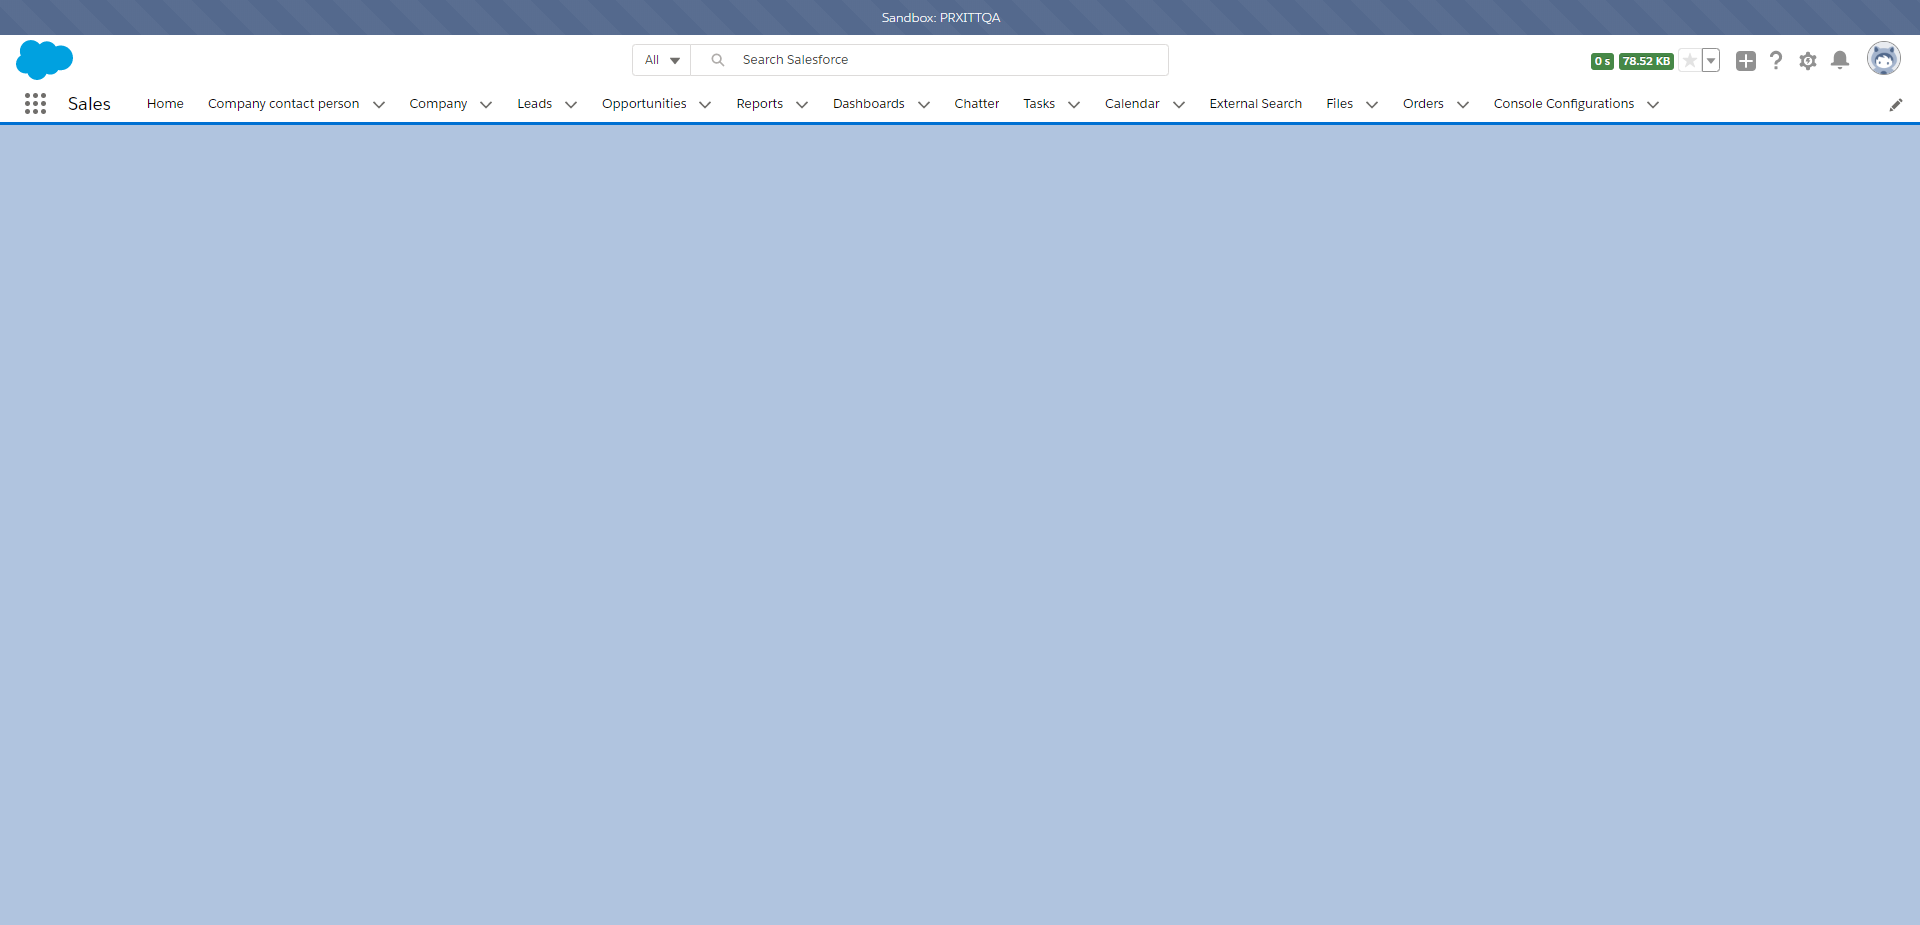 Sandbox: PRXITTQA
All Search Salesforce 0 s 78.52 KB
Sales Home Company contact person Company Leads Opportunities Reports Dashboards Chatter Tasks Calendar External Search Files Orders Console Configurations